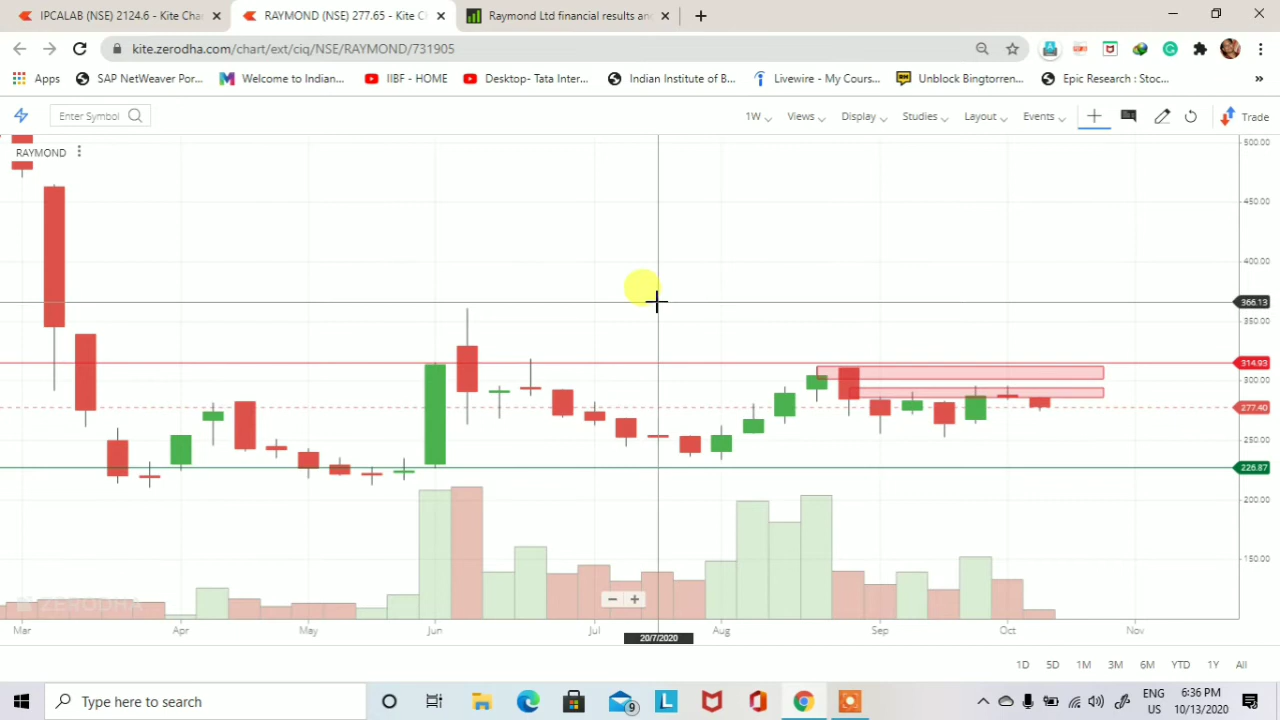 IPCALAB (NSE) 2124.6 - Kite Cha
RAYMOND (NSE) 277.65 - Kite C
Raymond Ltd financial results an
kite.zerodha.com/chart/ext/ciq/NSE/RAYMOND/731905
Apps
SAP NetWeaver Por...
Welcome to Indian...
IIBF - HOME
Desktop- Tata Inter...
Indian Institute of B...
Livewire - My Cours...
Unblock Bingtorren...
Epic Research : Stoc...
»
Enter Symbol
1W
Views
Display
Studies
Layout
Events
Trade
RAYMOND
500.00
450.00
400.00
366.13
350.00
314.93
300.00
277.40
250.00
226.87
200.00
150.00
ZERODHA
Mar
Apr
May
Jun
Jul
Aug
Sep
Oct
Nov
20/7/2020
1D 5D 1M 3M 6M YTD 1Y All
Type here to search
9
L
ENG
US
6:36 PM
10/13/2020